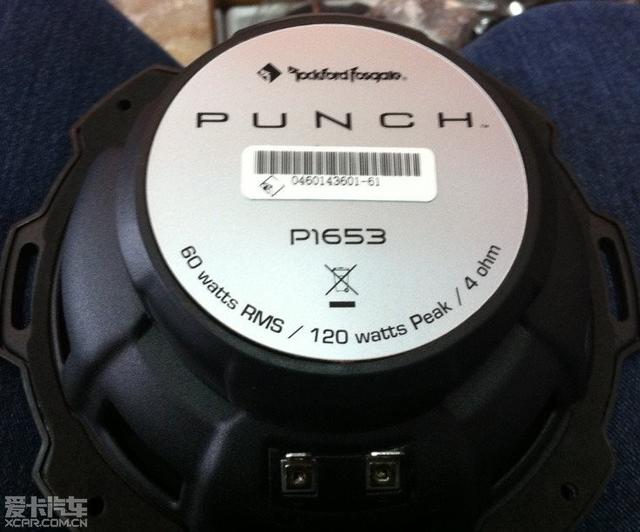 Rockford Fosgate®
PUNCH™
0460143601-61
P1653
60 watts RMS / 120 watts Peak / 4 ohm
爱卡汽车
XCAR.COM.CN